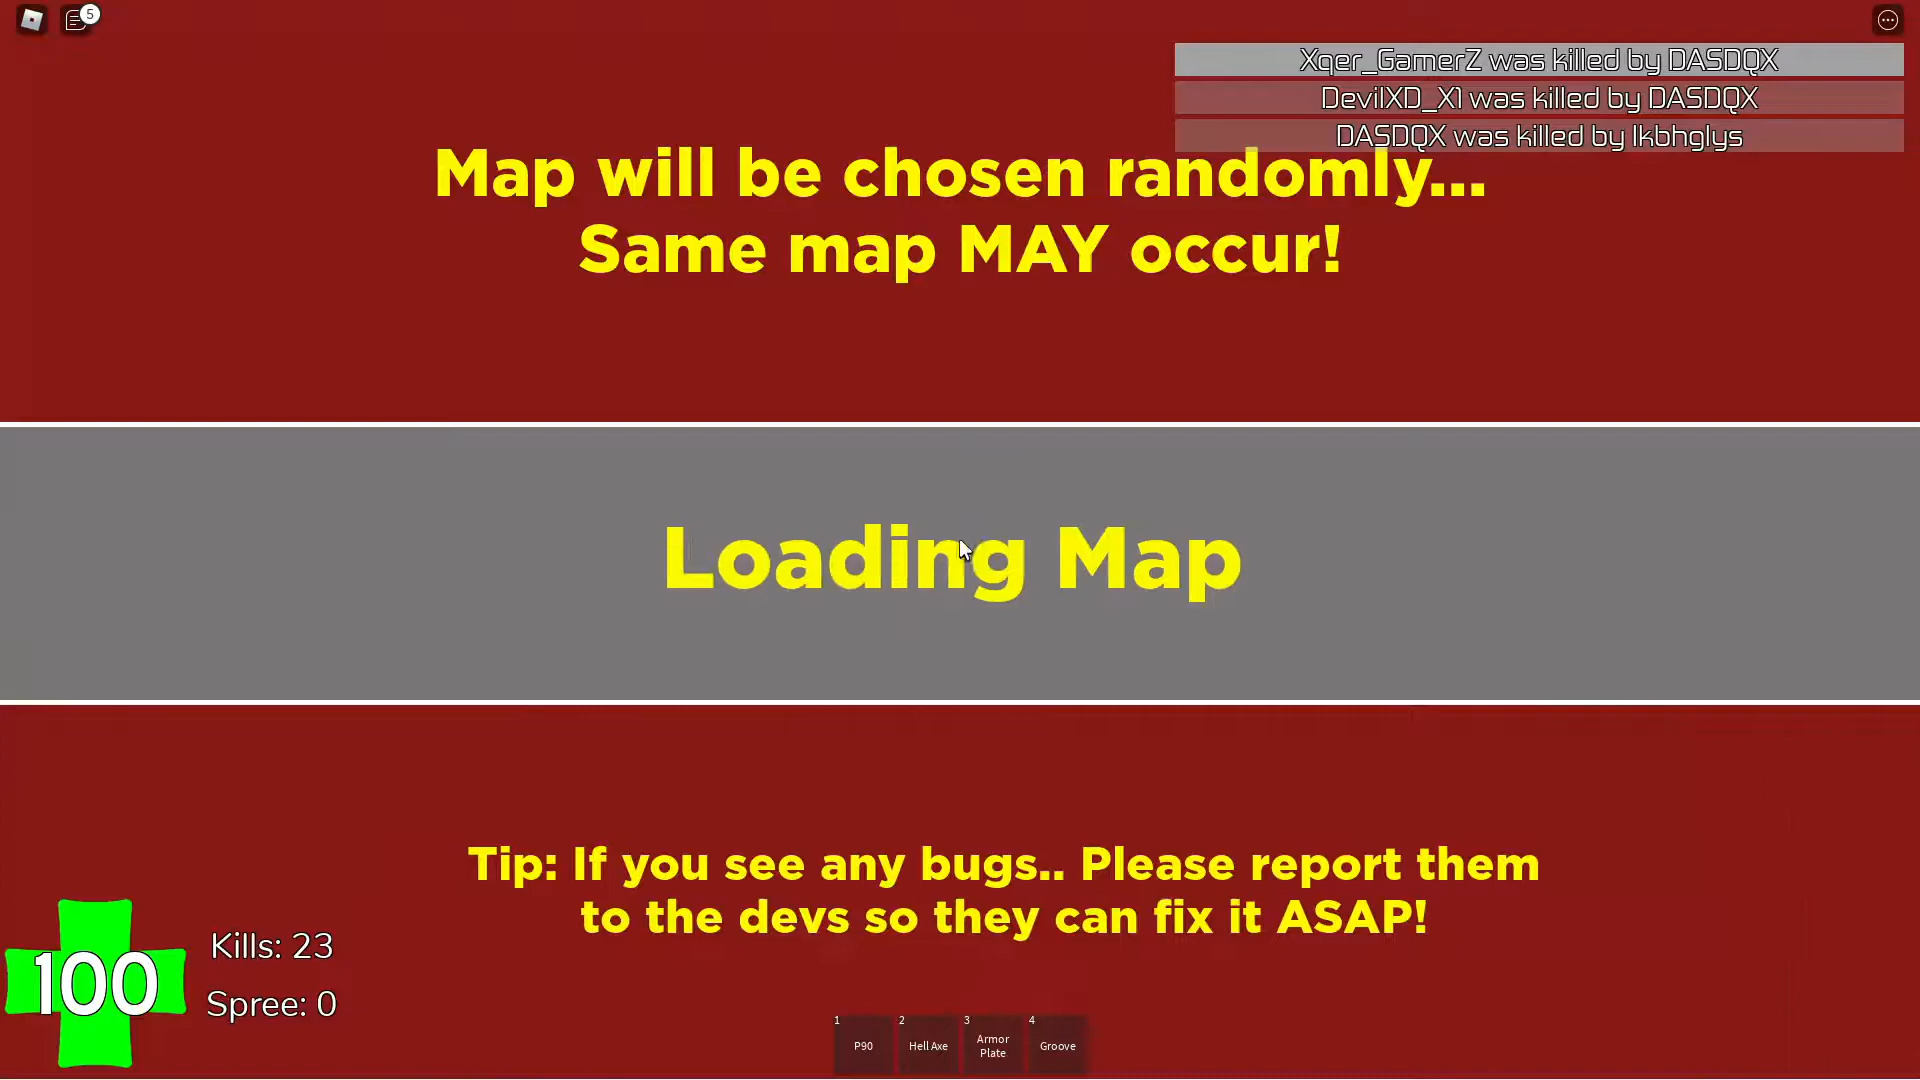 5
Xqer_GamerZ was killed by DASDQX
DevilXD_X1 was killed by DASDQX
DASDQX was killed by lkbhglys
Map will be chosen randomly...
Same map MAY occur!
Loading Map
Tip: If you see any bugs.. Please report them
to the devs so they can fix it ASAP!
100
Kills: 23
Spree: 0
1
P90
2
Hell Axe
3
Armor
Plate
4
Groove